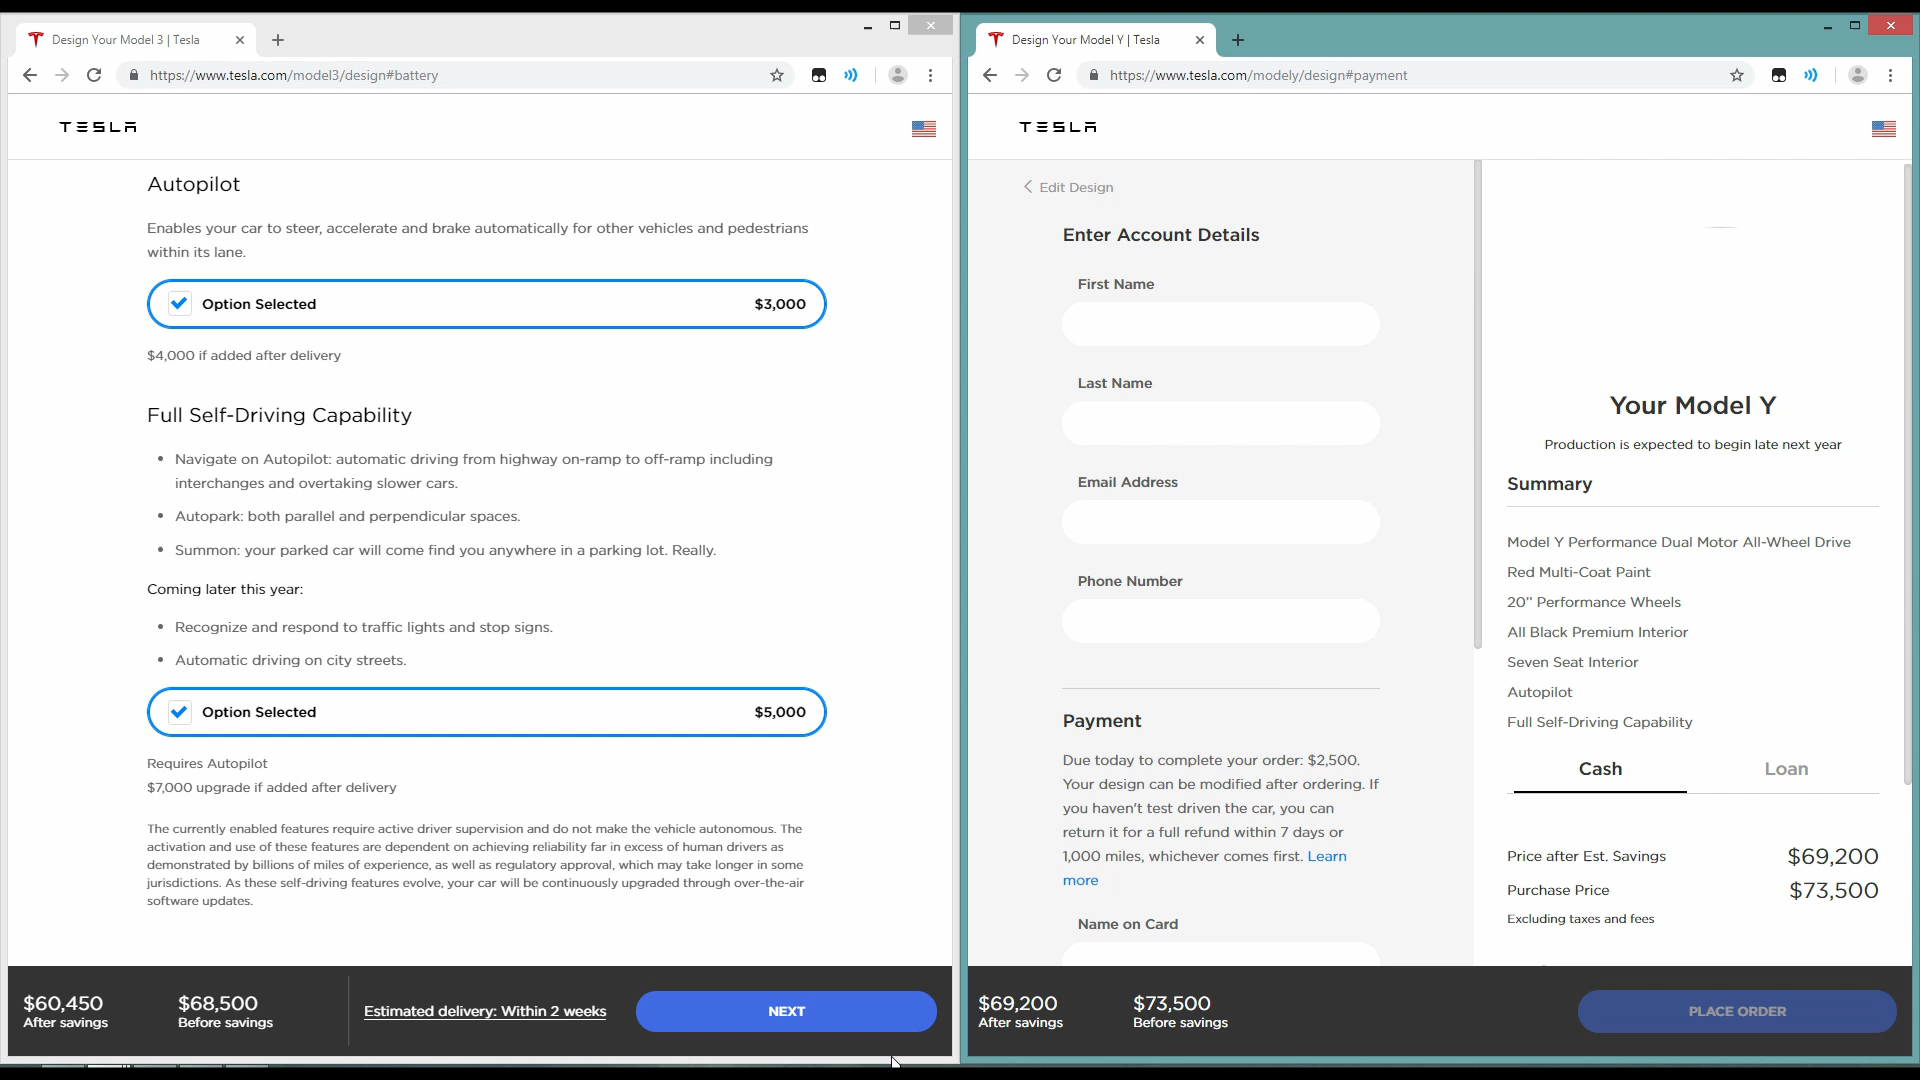 Design Your Model 3 | Tesla
https://www.tesla.com/model3/design#battery
TESLA
Autopilot
Enables your car to steer, accelerate and brake automatically for other vehicles and pedestrians
within its lane.
Option Selected $3,000
$4,000 if added after delivery
Full Self-Driving Capability
• Navigate on Autopilot: automatic driving from highway on-ramp to off-ramp including
interchanges and overtaking slower cars.
• Autopark: both parallel and perpendicular spaces.
• Summon: your parked car will come find you anywhere in a parking lot. Really.
Coming later this year:
• Recognize and respond to traffic lights and stop signs.
• Automatic driving on city streets.
Option Selected $5,000
Requires Autopilot
$7,000 upgrade if added after delivery
The currently enabled features require active driver supervision and do not make the vehicle autonomous. The
activation and use of these features are dependent on achieving reliability far in excess of human drivers as
demonstrated by billions of miles of experience, as well as regulatory approval, which may take longer in some
jurisdictions. As these self-driving features evolve, your car will be continuously upgraded through over-the-air
software updates.
$60,450 $68,500
After savings Before savings
Estimated delivery: Within 2 weeks
NEXT
Design Your Model Y | Tesla
https://www.tesla.com/modely/design#payment
TESLA
Edit Design
Enter Account Details
First Name
Last Name
Email Address
Phone Number
Payment
Due today to complete your order: $2,500.
Your design can be modified after ordering. If
you haven't test driven the car, you can
return it for a full refund within 7 days or
1,000 miles, whichever comes first. Learn
more
Name on Card
Your Model Y
Production is expected to begin late next year
Summary
Model Y Performance Dual Motor All-Wheel Drive
Red Multi-Coat Paint
20” Performance Wheels
All Black Premium Interior
Seven Seat Interior
Autopilot
Full Self-Driving Capability
Cash Loan
Price after Est. Savings $69,200
Purchase Price $73,500
Excluding taxes and fees
$69,200 $73,500
After savings Before savings
PLACE ORDER